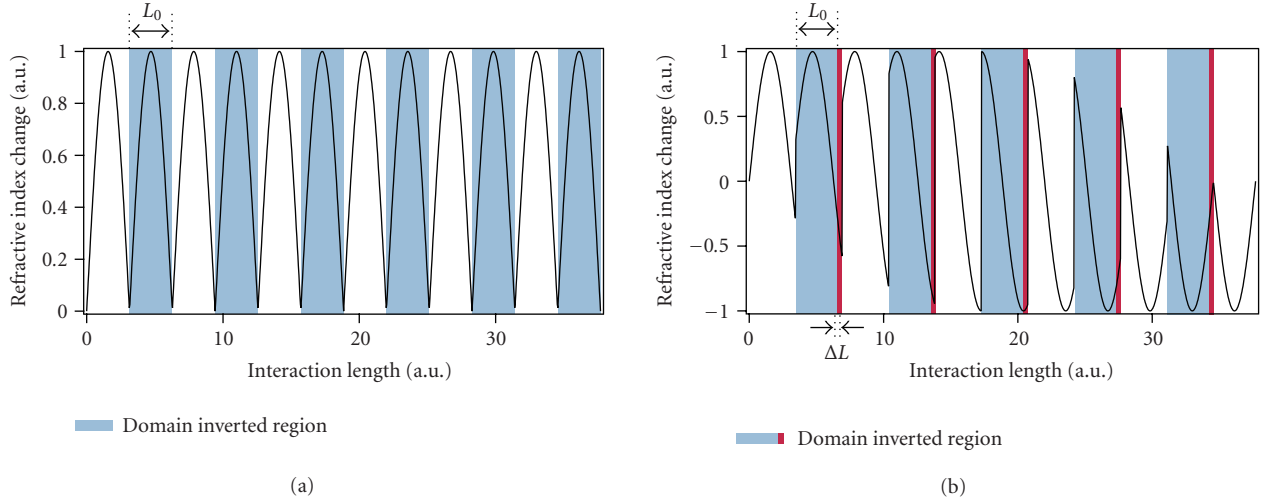 L₀
Refractive index change (a.u.)
1
0.8
0.6
0.4
0.2
0
0
10
20
30
Interaction length (a.u.)
Domain inverted region
(a)
L₀
Refractive index change (a.u.)
1
0.5
0
−0.5
−1
0
10
20
30
ΔL
Interaction length (a.u.)
Domain inverted region
(b)